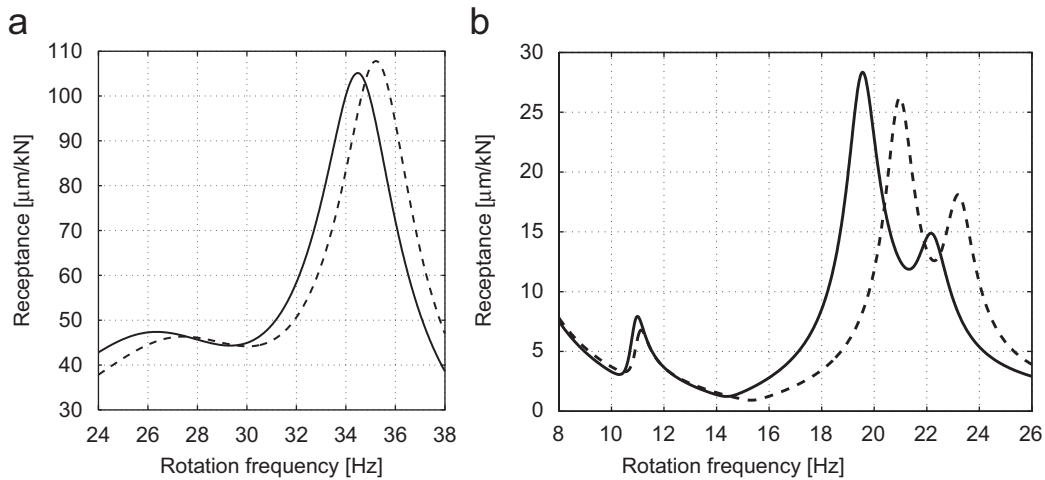 a
110
100
90
80
70
60
50
40
30
24 26 28 30 32 34 36 38
Receptance [μm/kN]
Rotation frequency [Hz]
b
30
25
20
15
10
5
0
8 10 12 14 16 18 20 22 24 26
Receptance [μm/kN]
Rotation frequency [Hz]